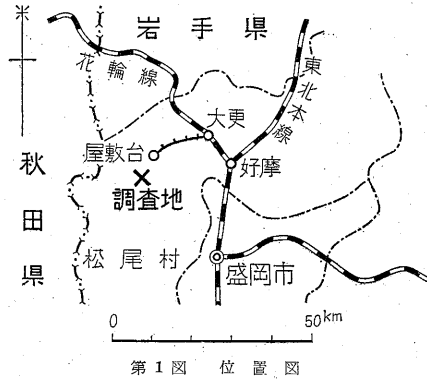 岩手県
花輪線
東北本線
大更
屋敷台
好摩
秋田県
調査地
松尾村
盛岡市
0 50km
第1図 位置図